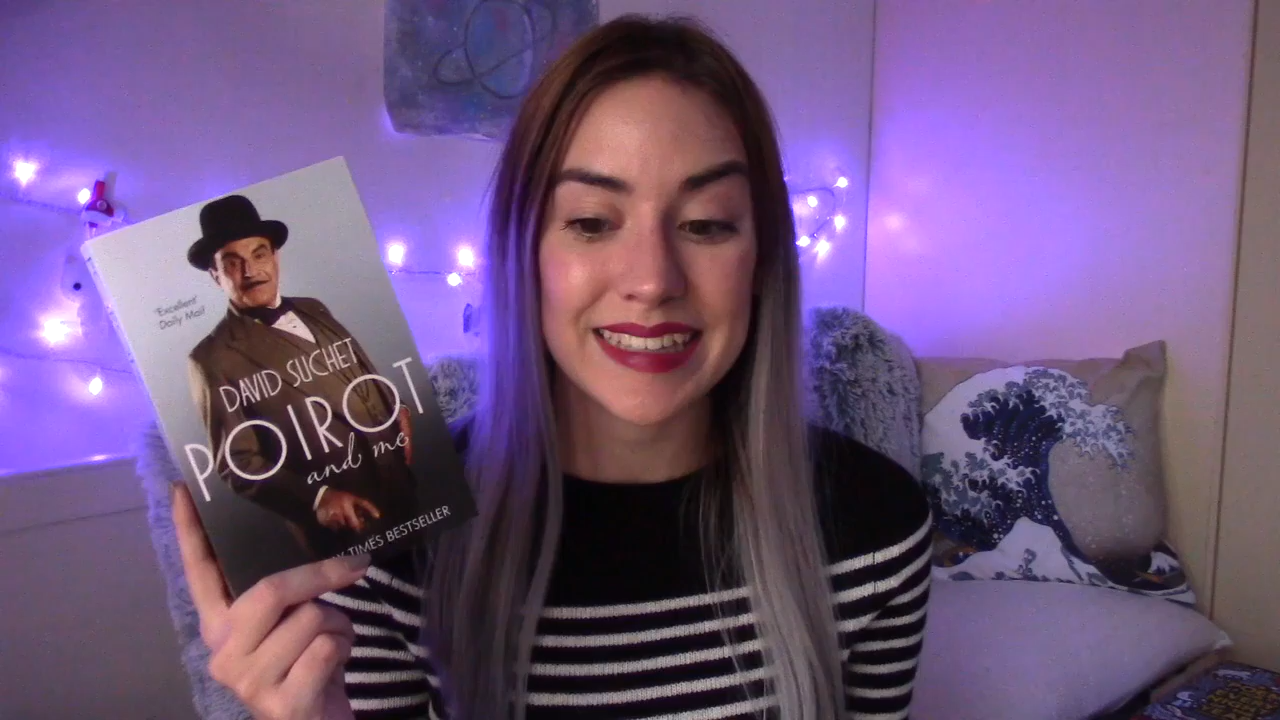 'Excellent'
Daily Mail
DAVID SUCHET
POIROT
and me
TIMES BESTSELLER